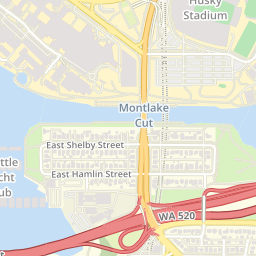 Husky
Stadium
Montlake
Cut
East Shelby Street
ttle
cht
ub
East Hamlin Street
WA 520